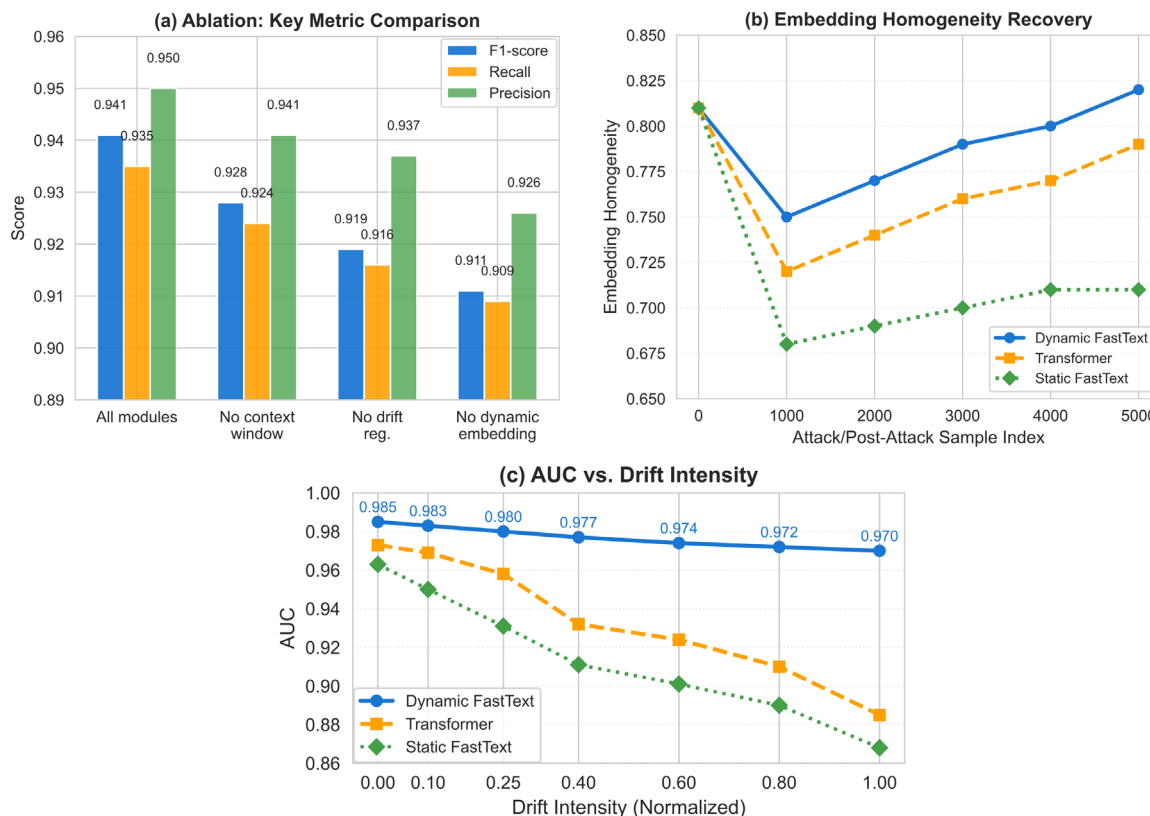 (a) Ablation: Key Metric Comparison
0.96
0.95
0.94
0.93
0.92
0.91
0.90
0.89
Score
F1-score
Recall
Precision
0.941
0.935
0.950
0.928
0.924
0.941
0.919
0.916
0.937
0.911
0.909
0.926
All modules
No context
window
No drift
reg.
No dynamic
embedding
(b) Embedding Homogeneity Recovery
0.850
0.825
0.800
0.775
0.750
0.725
0.700
0.675
0.650
Embedding Homogeneity
Dynamic FastText
Transformer
Static FastText
0 1000 2000 3000 4000 5000
Attack/Post-Attack Sample Index
(c) AUC vs. Drift Intensity
1.00
0.98
0.96
0.94
0.92
0.90
0.88
0.86
AUC
0.985 0.983 0.980 0.977 0.974 0.972 0.970
Dynamic FastText
Transformer
Static FastText
0.00 0.10 0.25 0.40 0.60 0.80 1.00
Drift Intensity (Normalized)